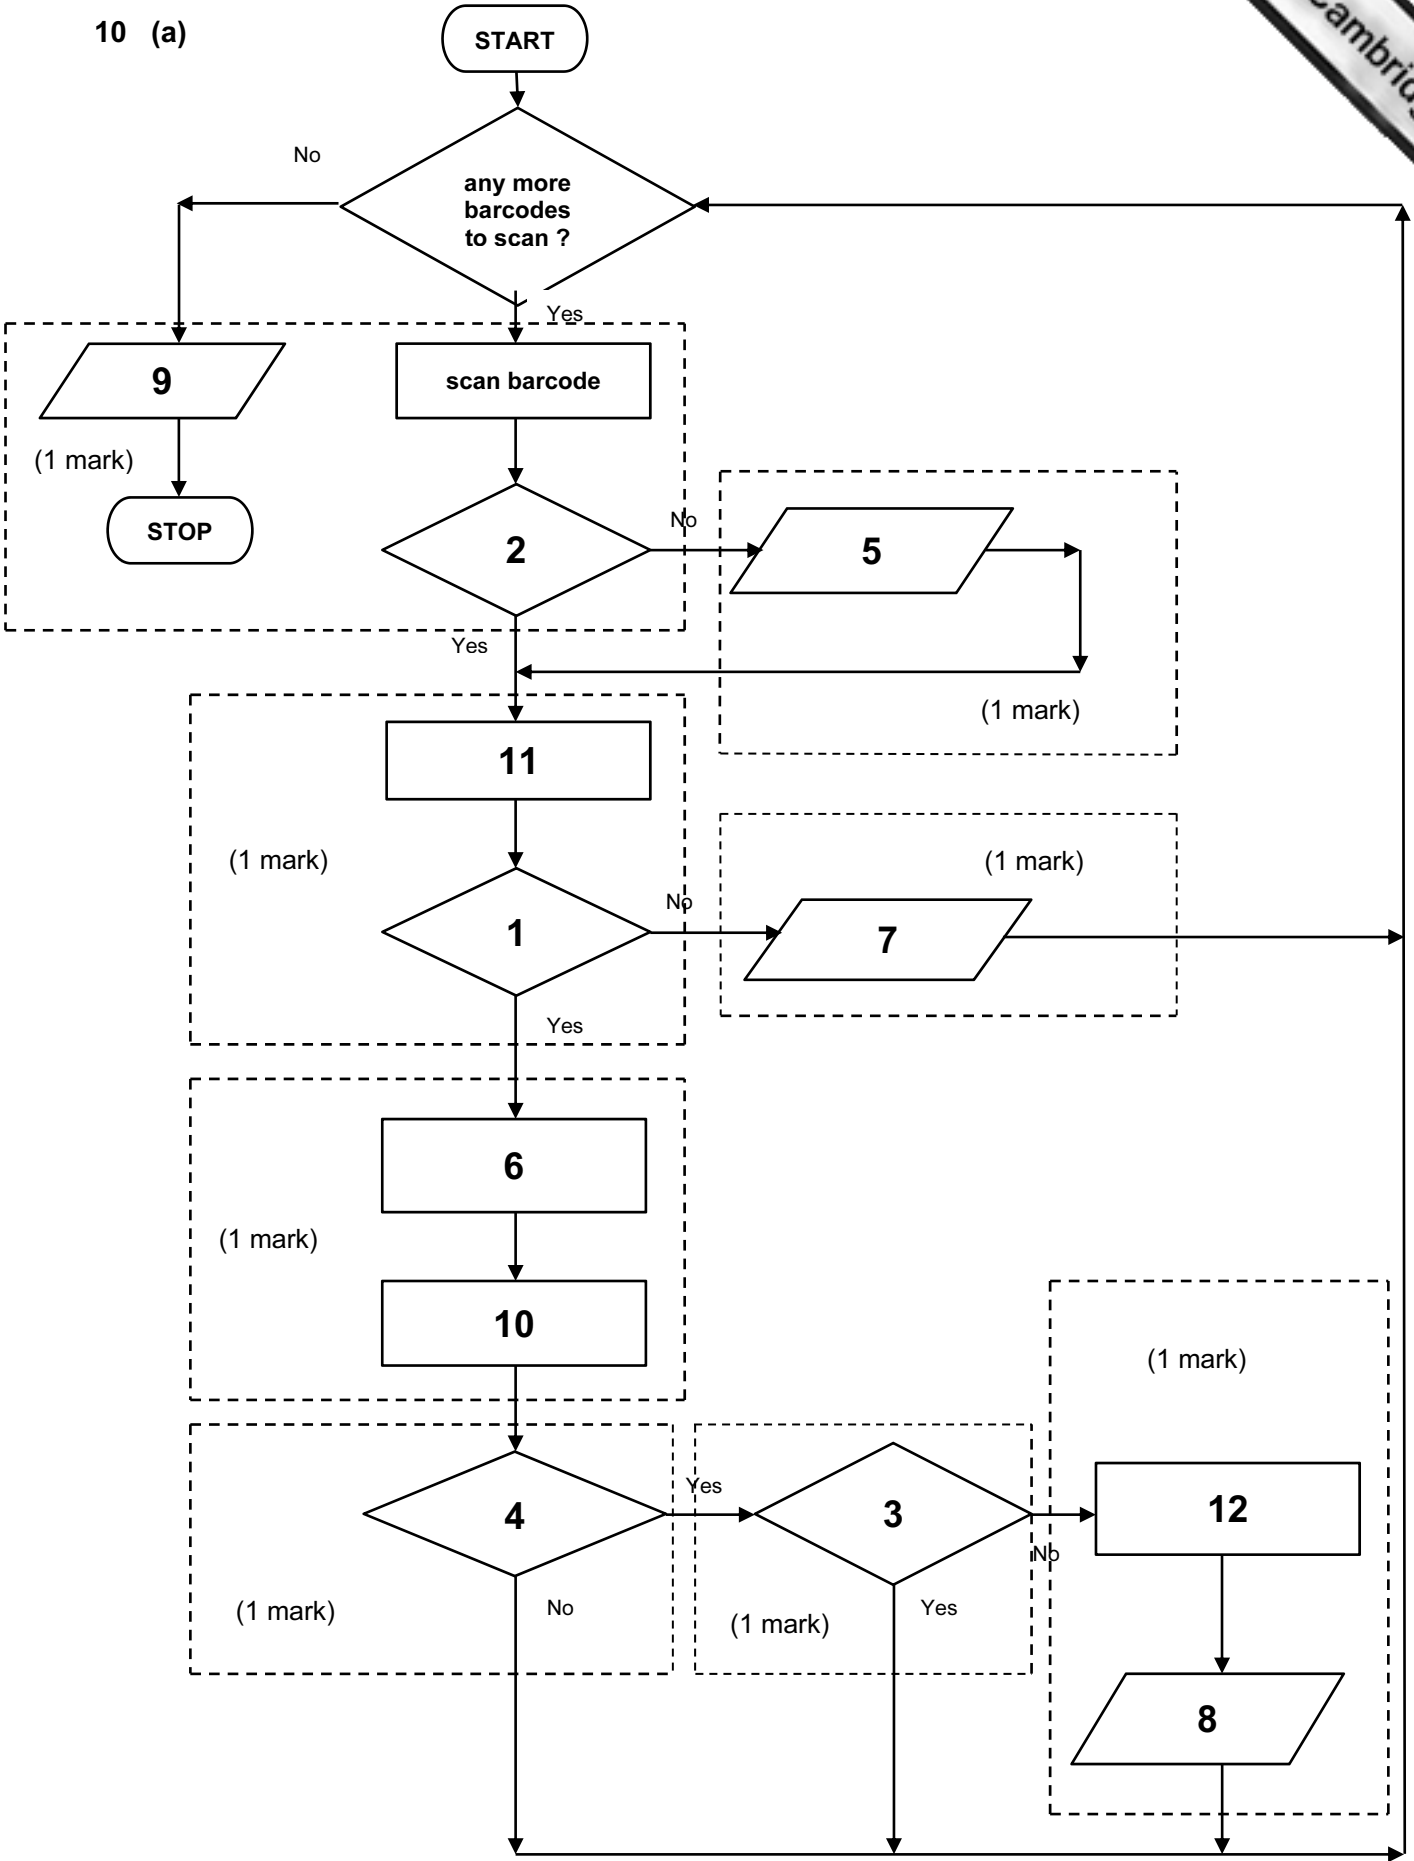 10 (a)
START
Cambridge
No
any more
barcodes
to scan ?
Yes
9
scan barcode
(1 mark)
STOP
2
No
5
Yes
(1 mark)
11
(1 mark)
(1 mark)
1
No
7
Yes
6
(1 mark)
10
(1 mark)
4
Yes
3
No
12
(1 mark)
No
(1 mark)
Yes
8